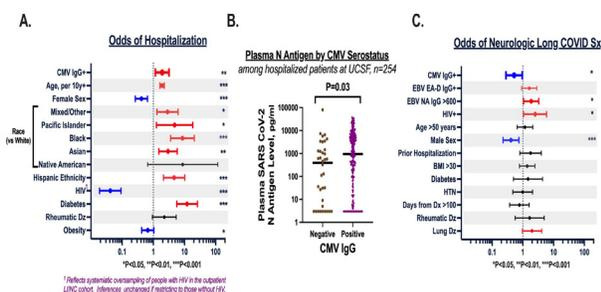 A.
Odds of Hospitalization
CMV IgG+
**
Age, per 10y+
***
Female Sex
***
Race
(vs White)
Mixed/Other
*
Pacific Islander
*
Black
***
Asian
**
Native American
Hispanic Ethnicity
***
HIV¹
***
Diabetes
***
Rheumatic Dz
Obesity
*
0.1
1
10
100
*P<0.05, **P<0.01, ***P<0.001
¹ Reflects systematic oversampling of people with HIV in the outpatient
LIINC cohort. Inferences unchanged if restricting to those without HIV.
B.
Plasma N Antigen by CMV Serostatus
among hospitalized patients at UCSF, n=254
P=0.03
Plasma SARS CoV-2
N Antigen Level, pg/ml
100000
10000
1000
100
10
1
Negative
Positive
CMV IgG
C.
Odds of Neurologic Long COVID Sx
CMV IgG+
*
EBV EA-D IgG+
EBV NA IgG >600
*
HIV+
*
Age >50 years
Male Sex
***
Prior Hospitalization
BMI >30
Diabetes
HTN
Days from Dx >100
Rheumatic Dz
Lung Dz
0.1
1
10
100
*P<0.05, **P<0.01, ***P<0.001